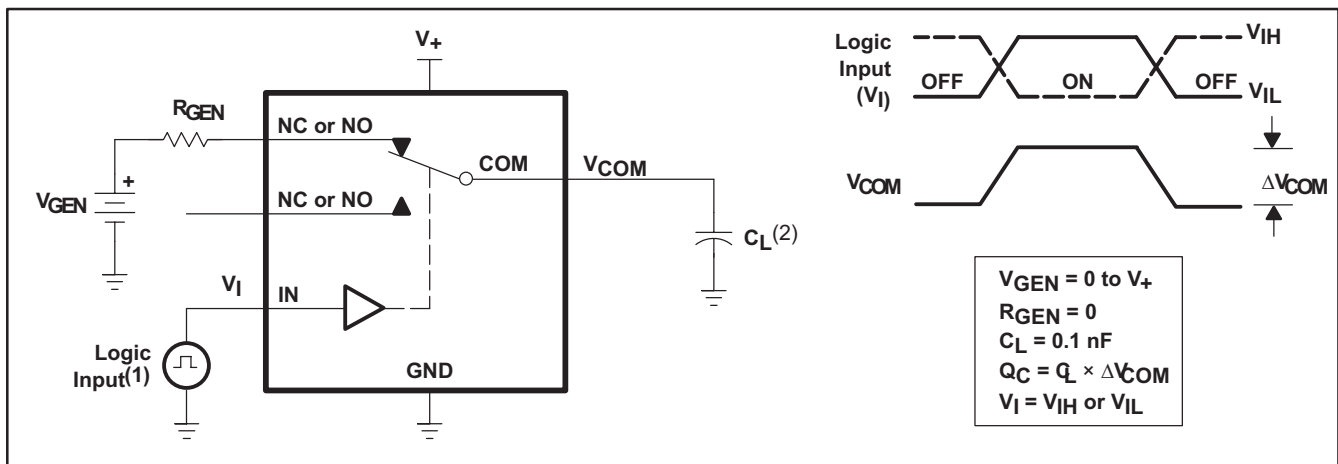 V+
RGEN
NC or NO
COM
VCOM
VGEN
+
NC or NO
CL(2)
VI
IN
Logic
Input(1)
GND
Logic
Input
(VI)
VIH
OFF
ON
OFF
VIL
VCOM
ΔVCOM
VGEN = 0 to V+
RGEN = 0
CL = 0.1 nF
QC = CL × ΔVCOM
VI = VIH or VIL